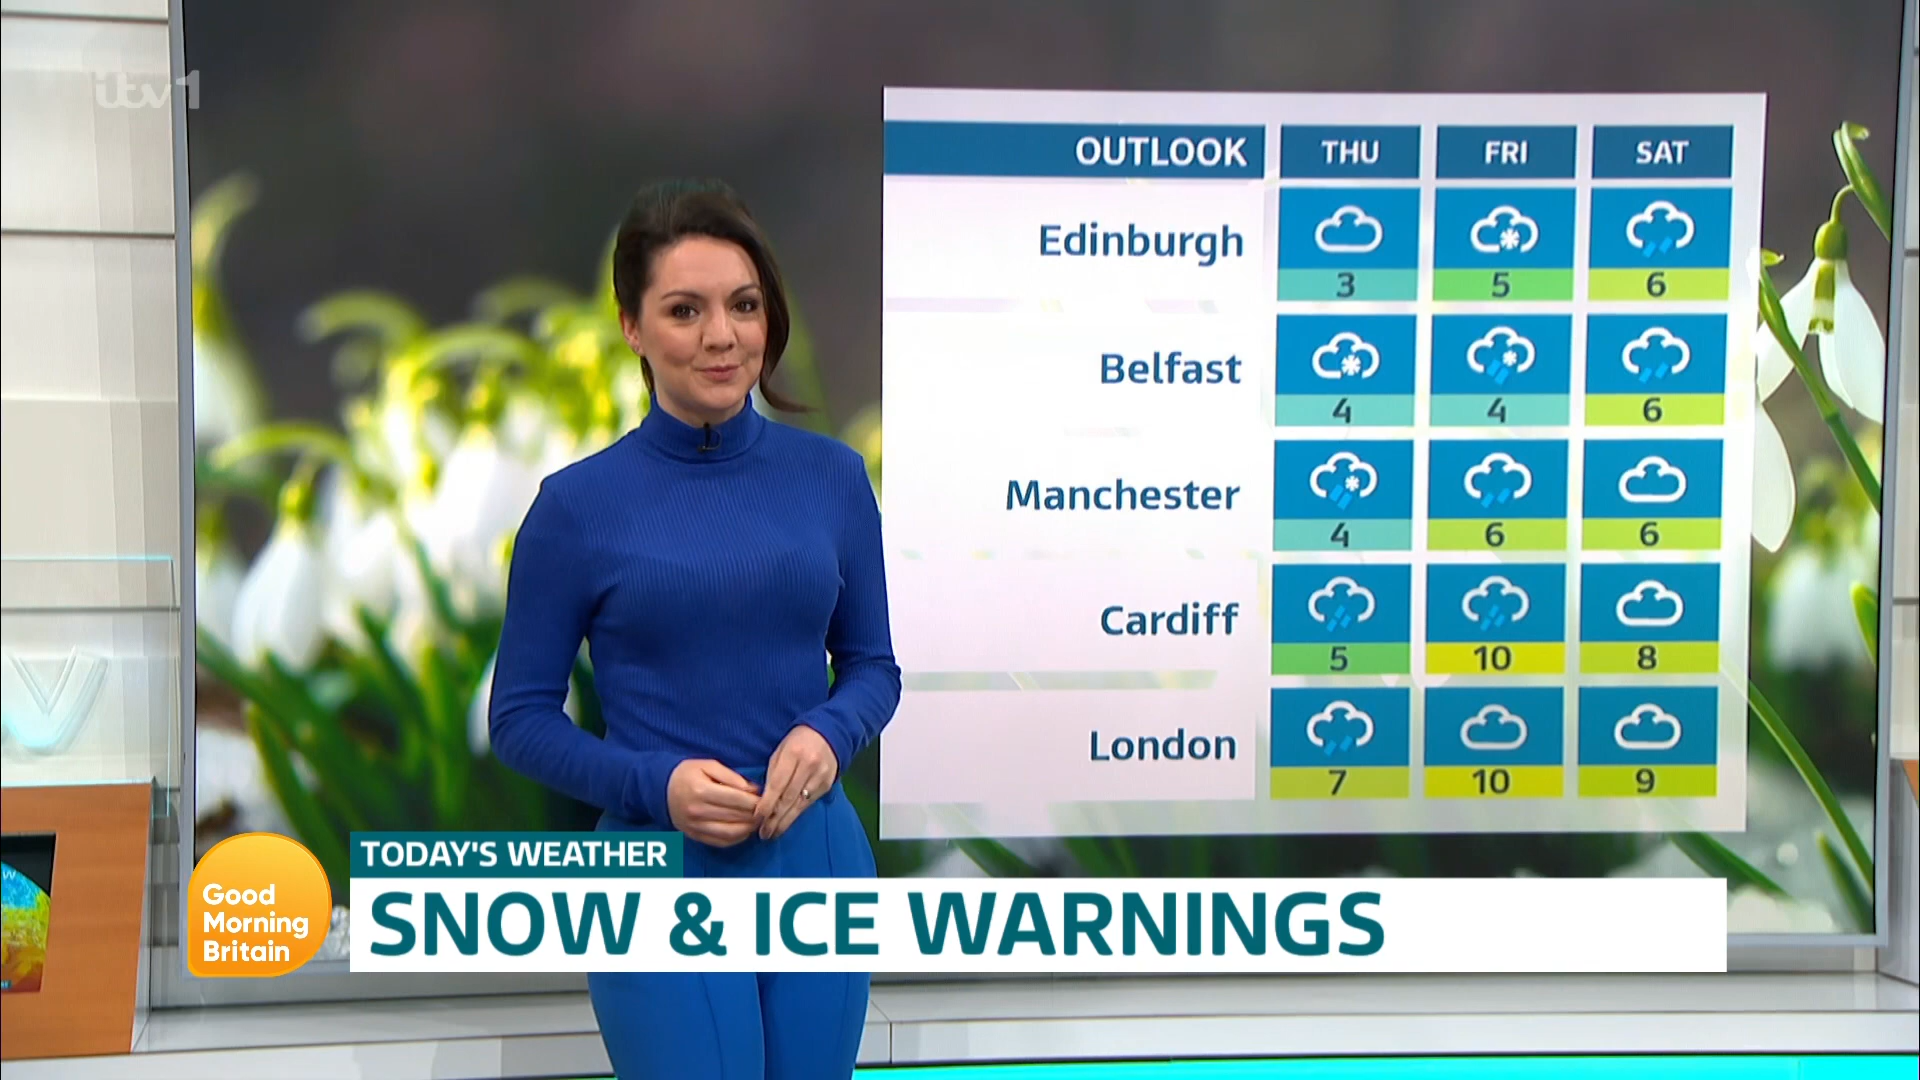 itv1
OUTLOOK THU FRI SAT
Edinburgh 3 5 6
Belfast 4 4 6
Manchester 4 6 6
Cardiff 5 10 8
London 7 10 9
TODAY'S WEATHER
SNOW & ICE WARNINGS
Good
Morning
Britain